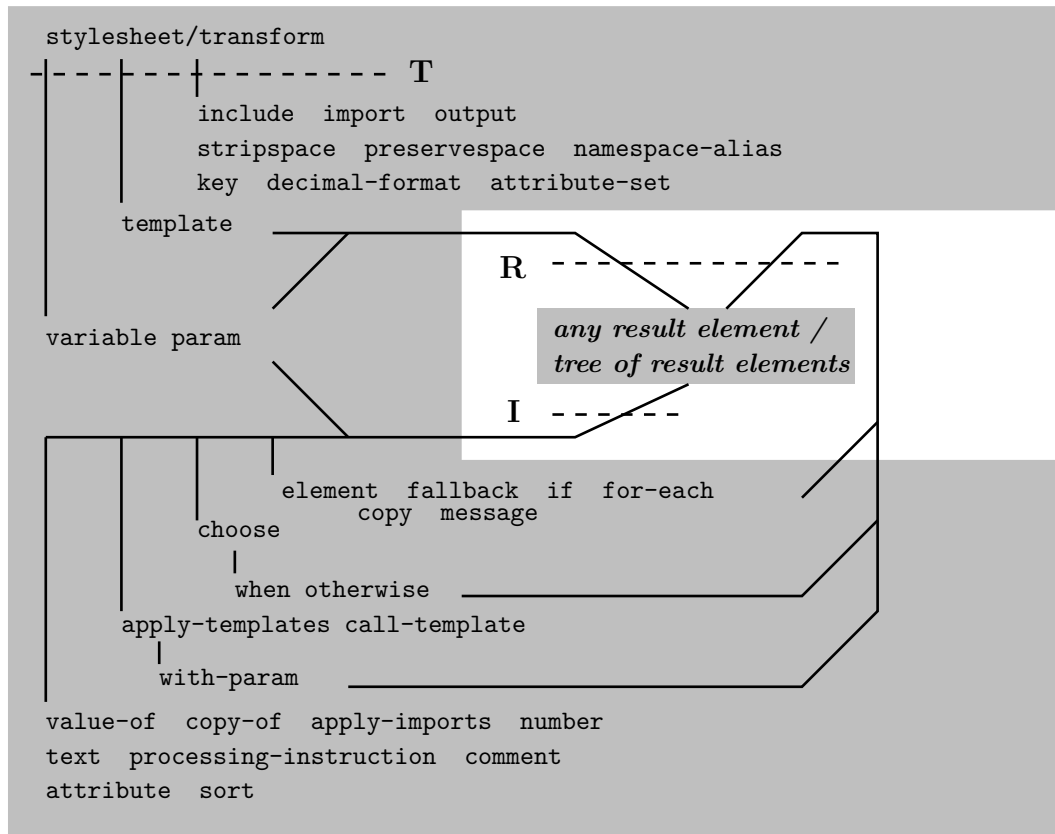 stylesheet/transform
T
include import output
stripspace preservespace namespace-alias
key decimal-format attribute-set
template
R
variable param
any result element /
tree of result elements
I
element fallback if for-each
copy message
choose
when otherwise
apply-templates call-template
with-param
value-of copy-of apply-imports number
text processing-instruction comment
attribute sort